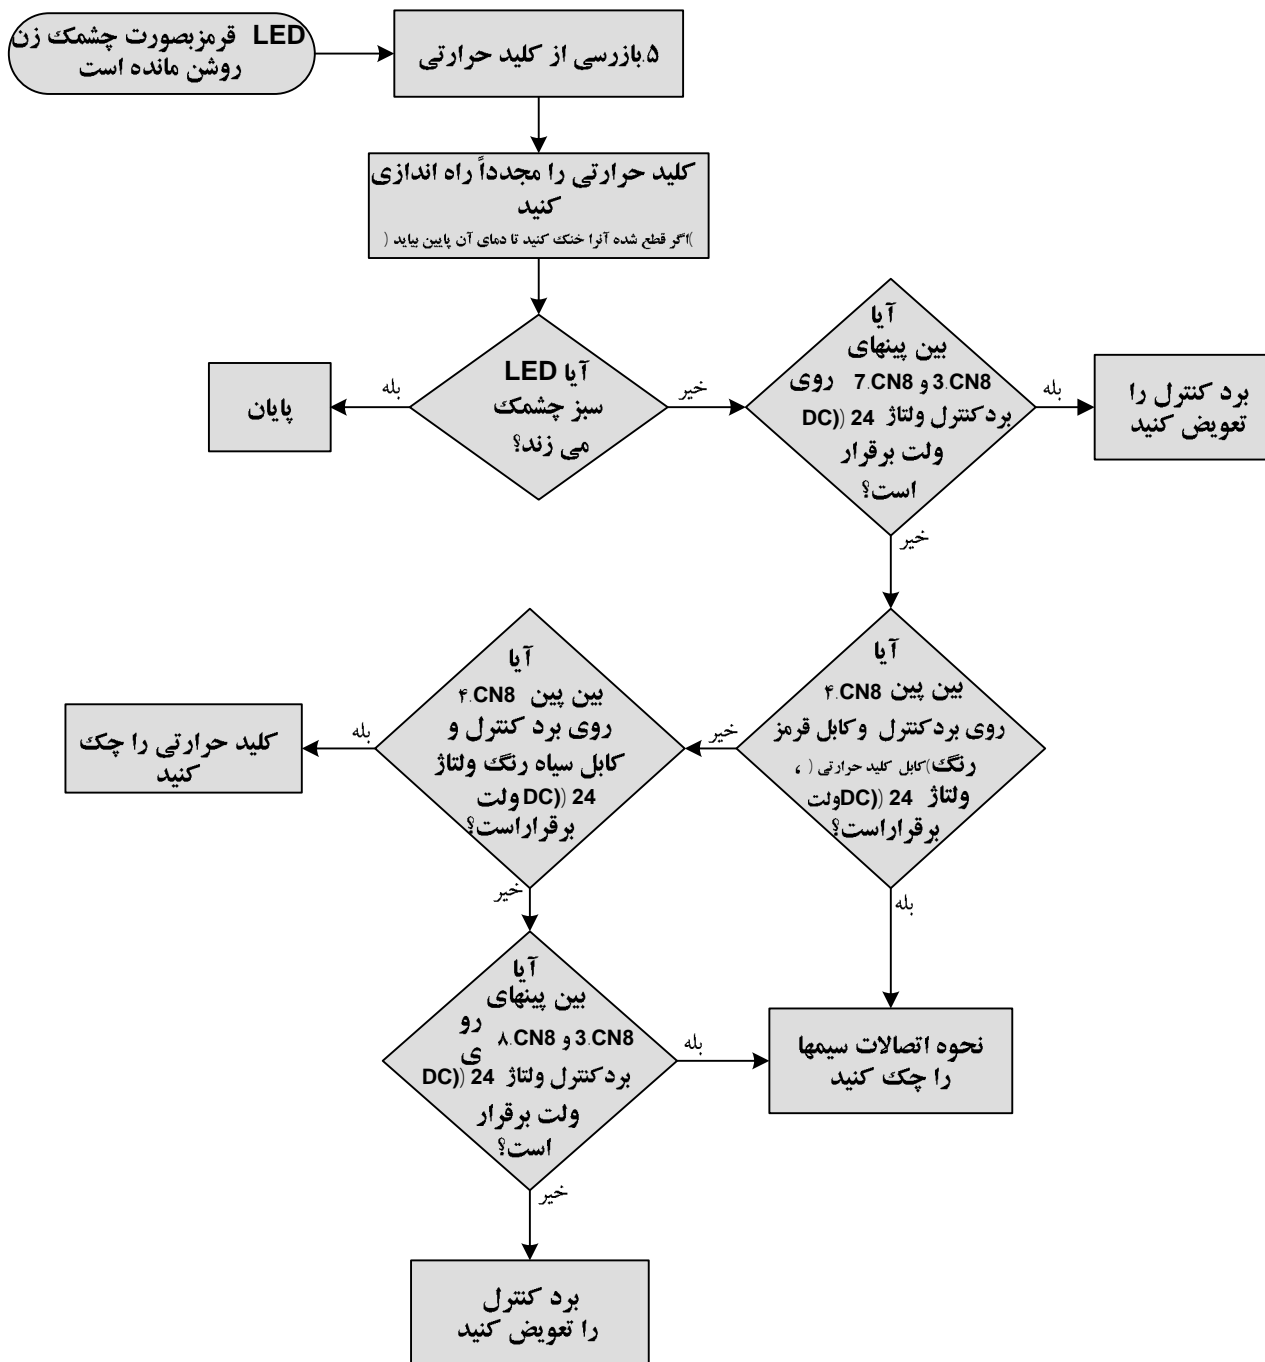 LED قرمزبصورت چشمک زن
روشن مانده است
۵.بازرسی از کلید حرارتی
کلید حرارتی را مجدداً راه اندازی
کنید
)اگر قطع شده آنرا خنک کنید تا دمای آن پایین بیاید (
آیا LED
سبز چشمک
می زند؟
بله
پایان
خیر
آیا
بین پینهای
3.CN8 و 7.CN8 روی
بردکنترل ولتاژ 24 ((DC
ولت برقرار
است؟
بله
برد کنترل را
تعویض کنید
خیر
آیا
بین پین ۴.CN8
روی بردکنترل وکابل قرمز
رنگ)کابل کلید حرارتی ( ،
ولتاژ 24 ((DCولت
برقراراست؟
خیر
آیا
بین پین ۴.CN8
روی برد کنترل و
کابل سیاه رنگ ولتاژ
24 ((DC ولت
برقراراست؟
بله
کلید حرارتی را چک
کنید
خیر
بله
آیا
بین پینهای
3.CN8 و ۸.CN8 رو
ی
بردکنترل ولتاژ 24 ((DC
ولت برقرار
است؟
بله
نحوه اتصالات سیمها
را چک کنید
خیر
برد کنترل
را تعویض کنید